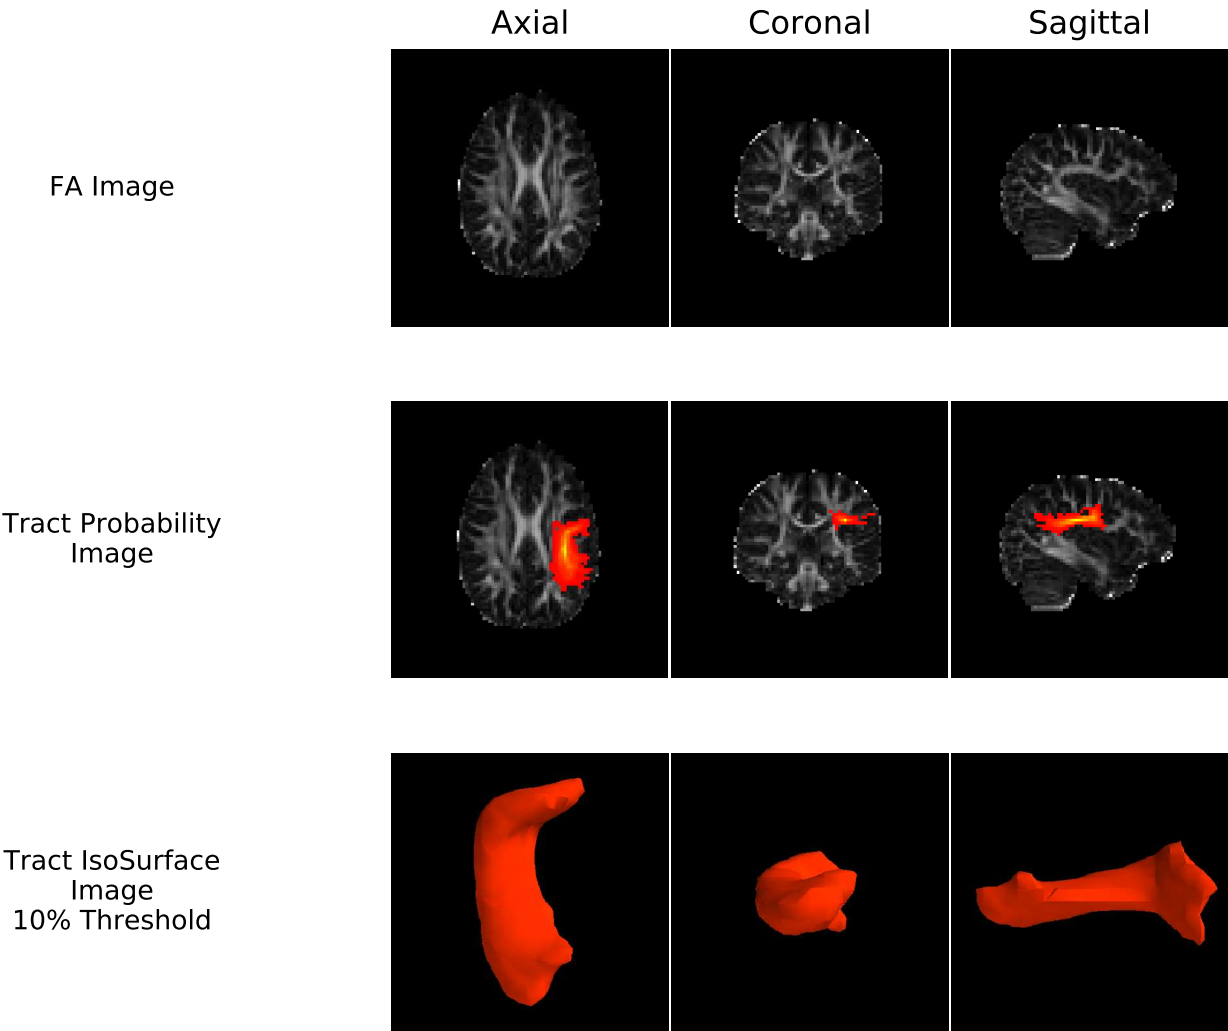 Axial Coronal Sagittal
FA Image
Tract Probability
Image
Tract IsoSurface
Image
10% Threshold